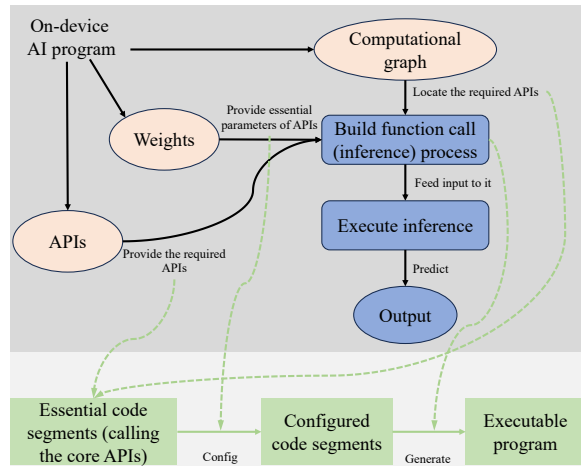 On-device
AI program
Computational
graph
Locate the required APIs
Provide essential
parameters of APIs
Weights
Build function call
(inference) process
Feed input to it
APIs
Provide the required
APIs
Execute inference
Predict
Output
Essential code
segments (calling
the core APIs)
Config
Configured
code segments
Generate
Executable
program